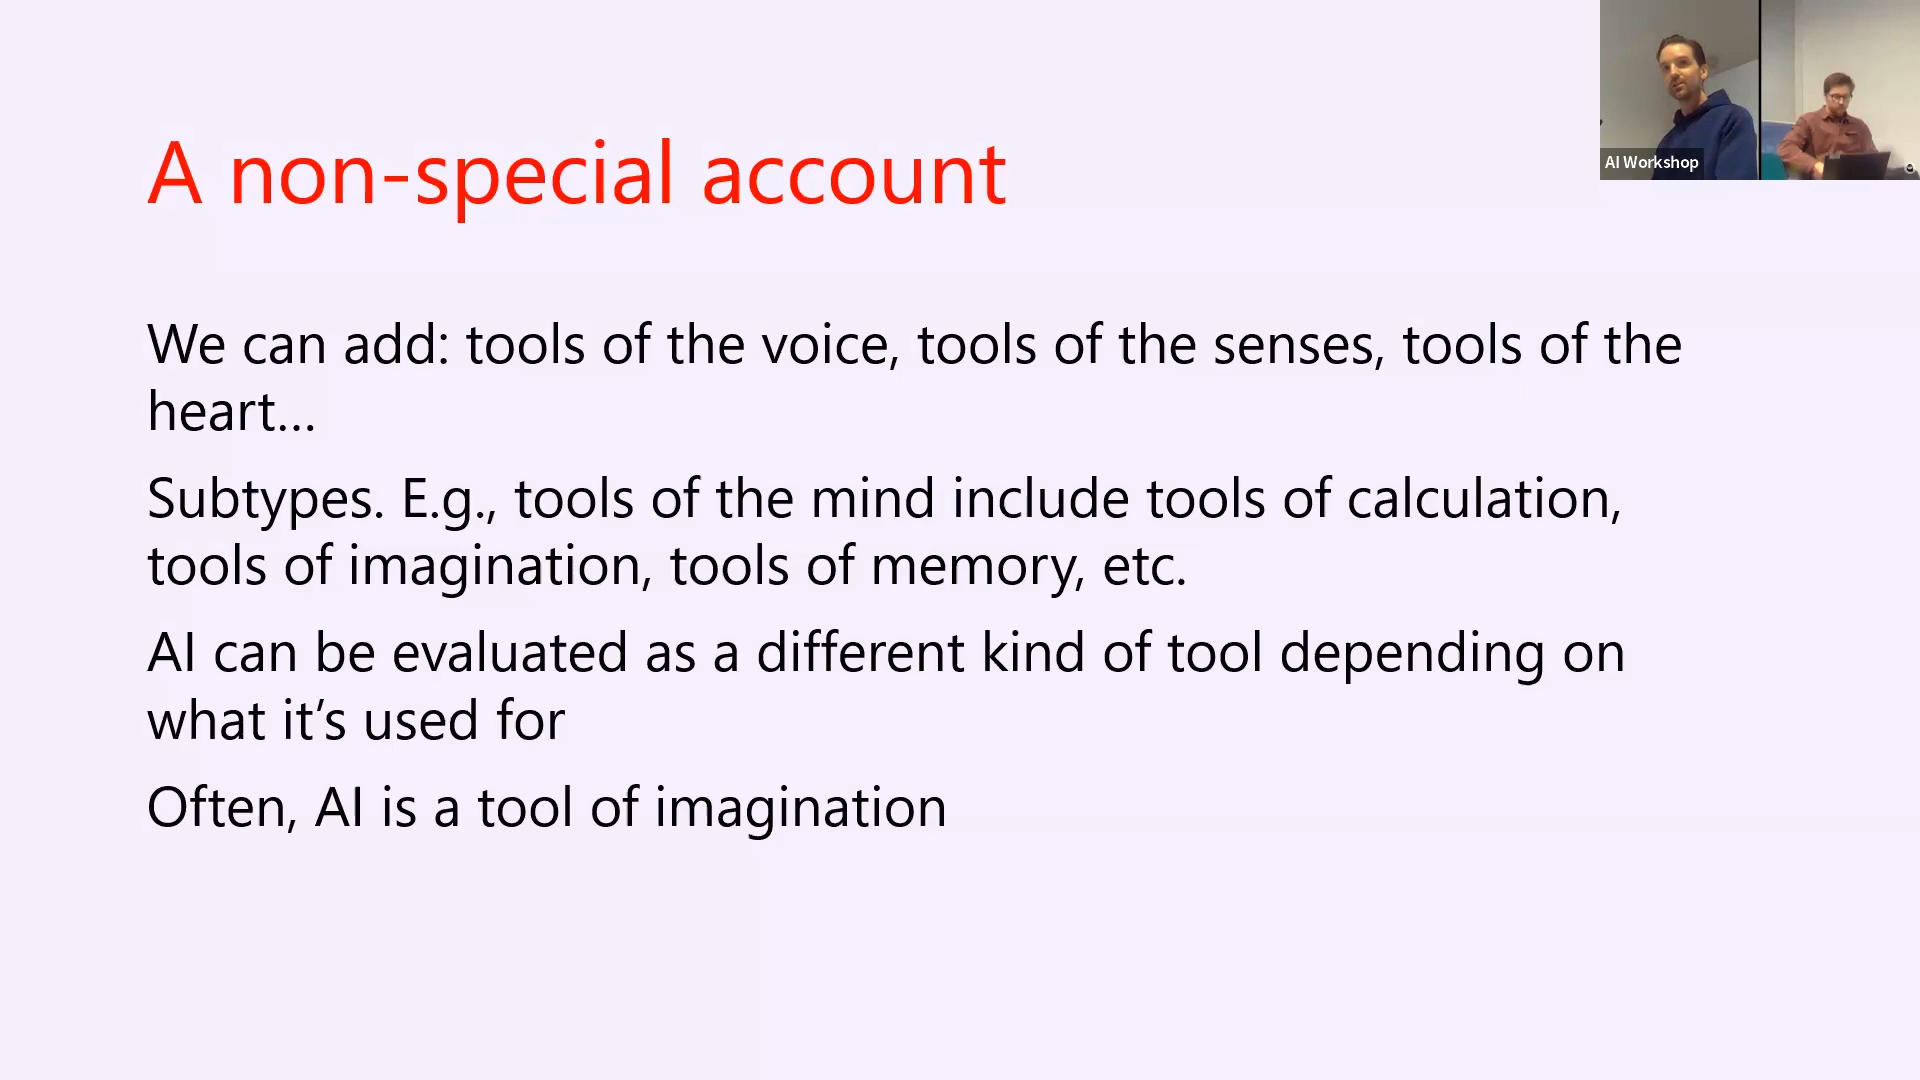 A non-special account
AI Workshop
We can add: tools of the voice, tools of the senses, tools of the
heart…
Subtypes. E.g., tools of the mind include tools of calculation,
tools of imagination, tools of memory, etc.
AI can be evaluated as a different kind of tool depending on
what it’s used for
Often, AI is a tool of imagination